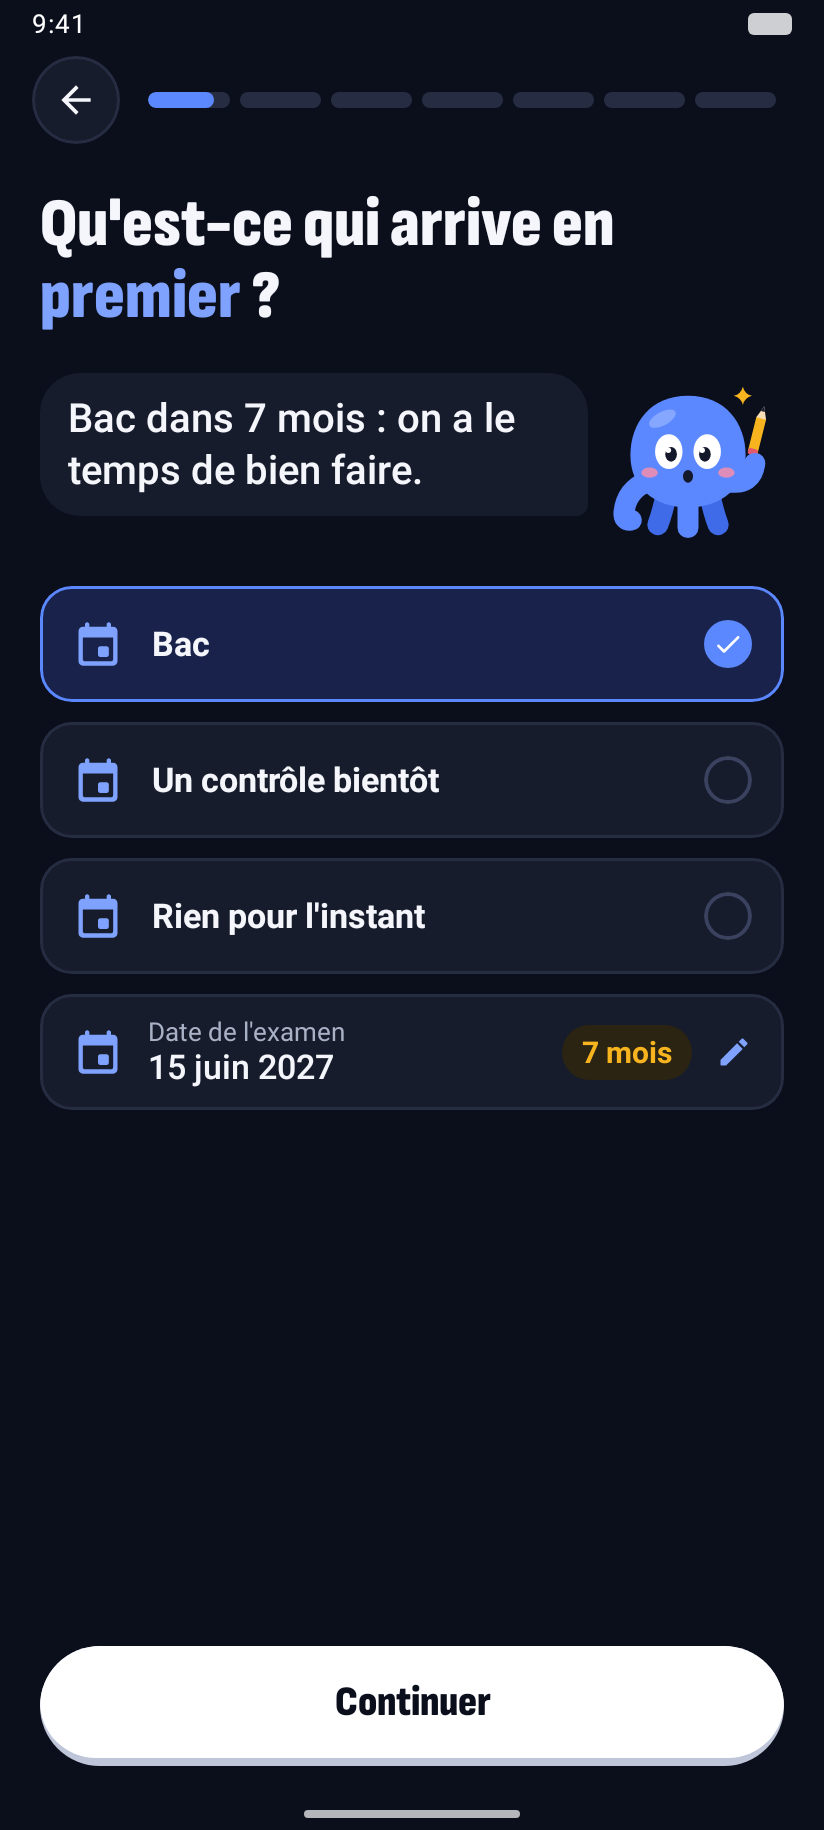 9:41
Qu'est-ce qui arrive en
premier ?
Bac dans 7 mois : on a le
temps de bien faire.
Bac
Un contrôle bientôt
Rien pour l'instant
Date de l'examen
15 juin 2027
7 mois
Continuer